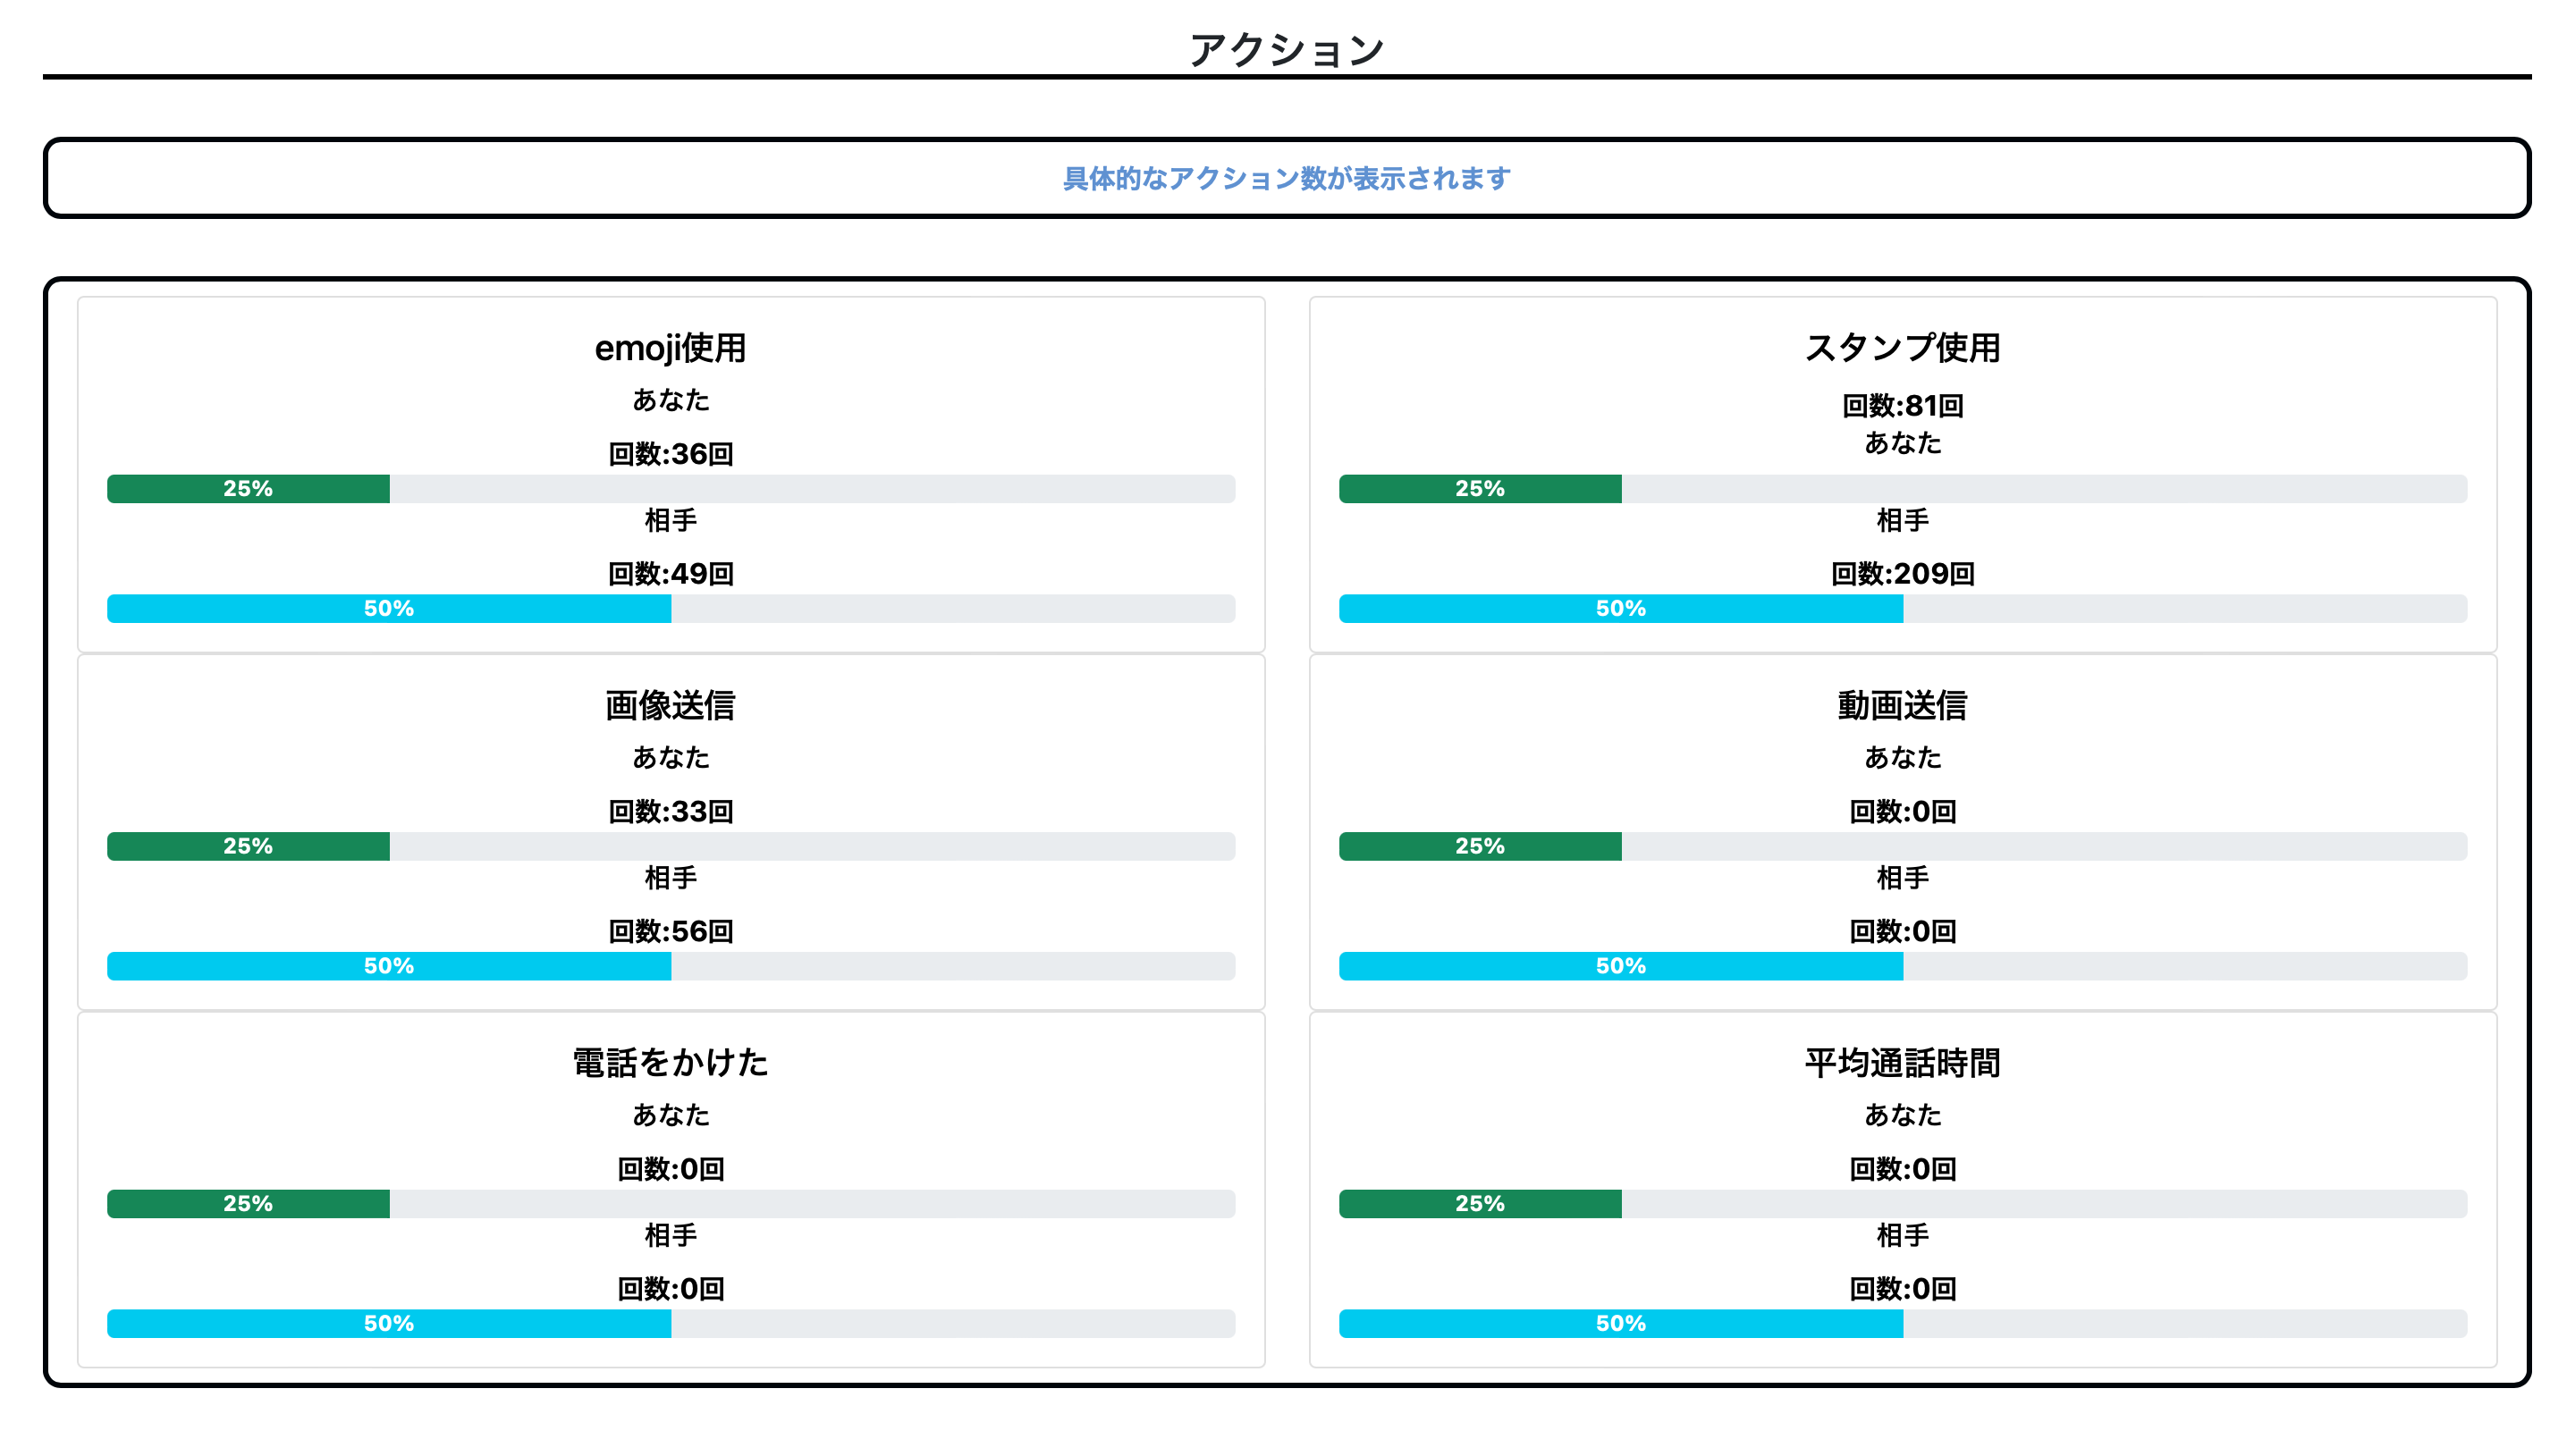 アクション
具体的なアクション数が表示されます
emoji使用
あなた
回数:36回
25%
相手
回数:49回
50%
スタンプ使用
回数:81回
あなた
25%
相手
回数:209回
50%
画像送信
あなた
回数:33回
25%
相手
回数:56回
50%
動画送信
あなた
回数:0回
25%
相手
回数:0回
50%
電話をかけた
あなた
回数:0回
25%
相手
回数:0回
50%
平均通話時間
あなた
回数:0回
25%
相手
回数:0回
50%